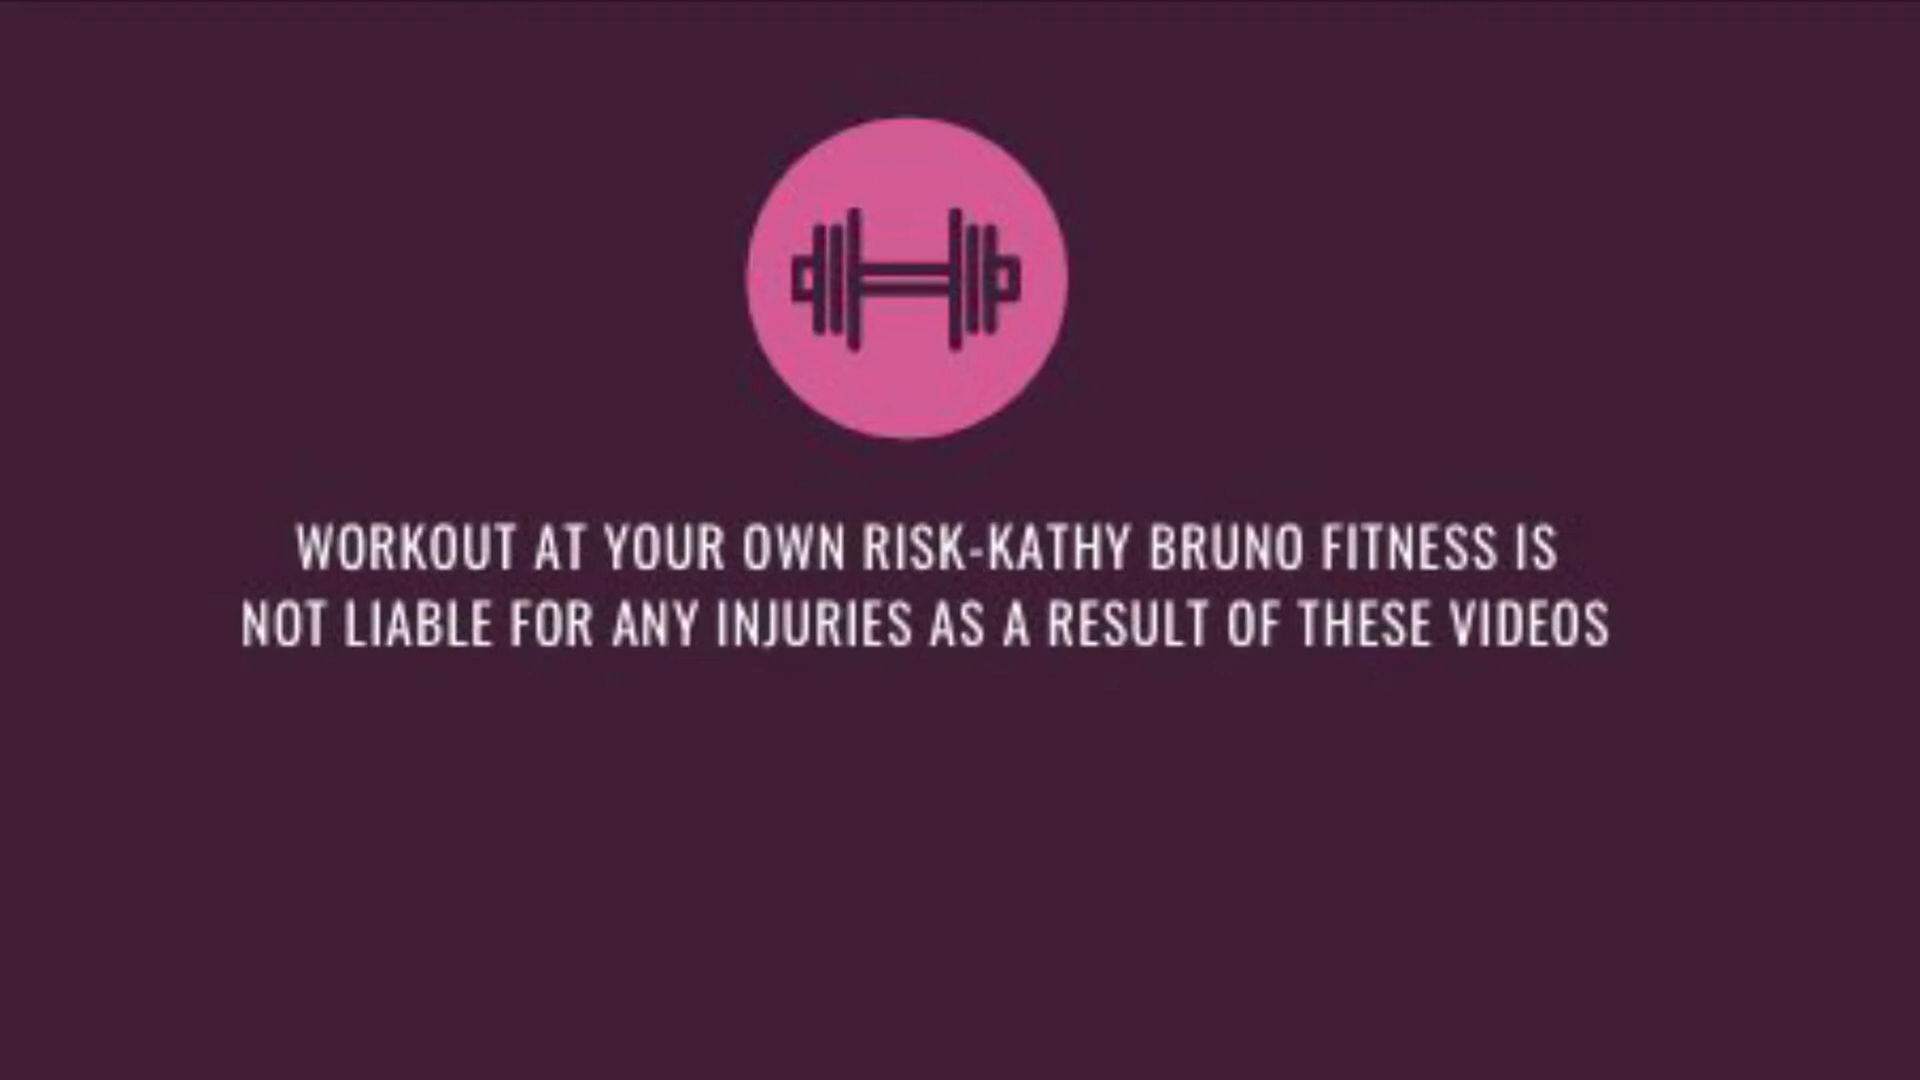 WORKOUT AT YOUR OWN RISK-KATHY BRUNO FITNESS IS
NOT LIABLE FOR ANY INJURIES AS A RESULT OF THESE VIDEOS